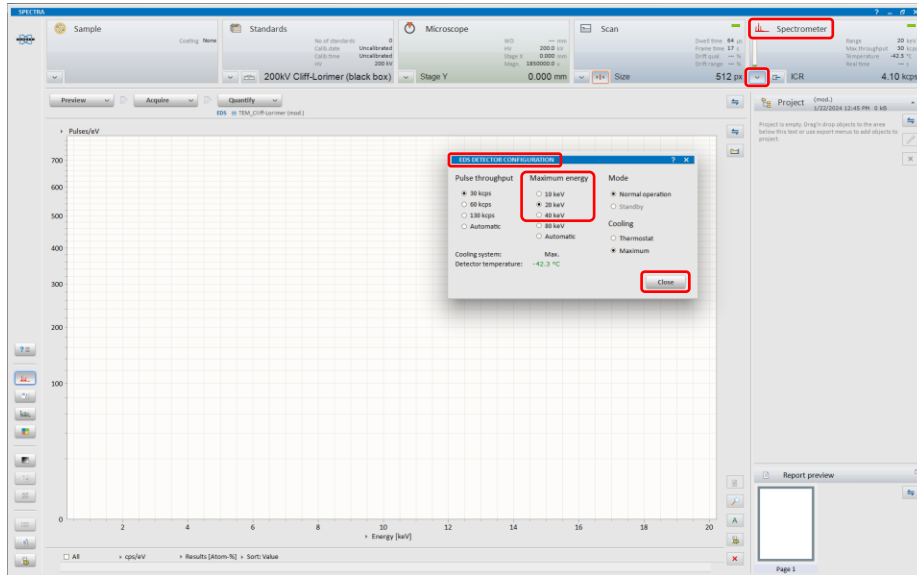 SPECTRA
Sample
Coating None
Standards
No.of standards 0
Calib.date Uncalibrated
Calib.time Uncalibrated
HV 200 kV
200kV Cliff-Lorimer (black box)
Microscope
WD --- mm
HV 200.0 kV
Stage Y 0.000 mm
Magn. 1850000.0 x
Stage Y 0.000 mm
Scan
Dwell time 64 µs
Frame time 17 s
Drift qual. --- %
Drift range --- %
Size 512 px
Spectrometer
Range 20 keV
Max.throughput 30 kcps
Temperature -42.5 °C
Real time --- s
ICR 4.10 kcps
Preview
Acquire
Quantify
EDS TEM_Cliff-Lorimer (mod.)
Project (mod.)
1/22/2024 12:45 PM 0 kB
Project is empty. Drag'n drop objects to the area
below this text or use export menus to add objects to
project.
Pulses/eV
700
600
500
400
300
200
100
0
2 4 6 8 10 12 14 16 18 20
Energy [keV]
EDS DETECTOR CONFIGURATION ? ×
Pulse throughput
30 kcps
60 kcps
130 kcps
Automatic
Maximum energy
10 keV
20 keV
40 keV
80 keV
Automatic
Mode
Normal operation
Standby
Cooling
Thermostat
Maximum
Cooling system: Max.
Detector temperature: -42.3 °C
Close
All
cps/eV
Results [Atom-%]
Sort: Value
A
Report preview
Page 1